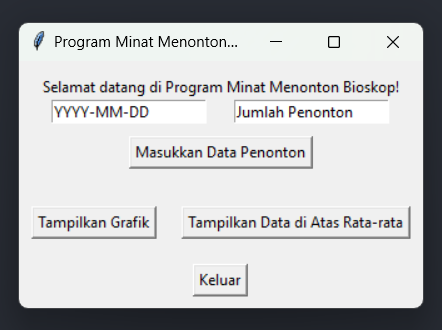 Program Minat Menonton...
Selamat datang di Program Minat Menonton Bioskop!
YYYY-MM-DD Jumlah Penonton
Masukkan Data Penonton
Tampilkan Grafik Tampilkan Data di Atas Rata-rata
Keluar